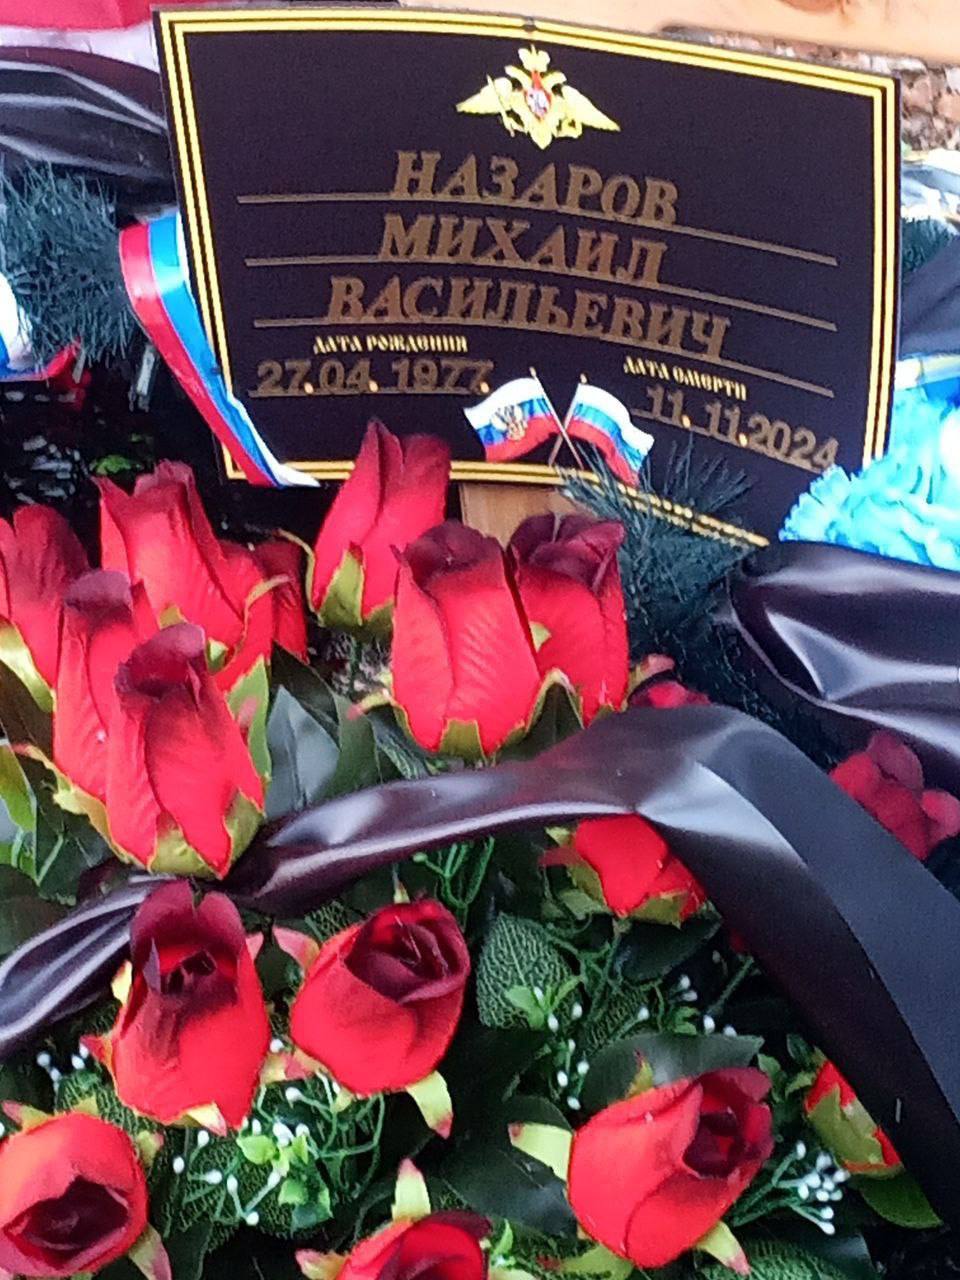 НАЗАРОВ
МИХАИЛ
ВАСИЛЬЕВИЧ
ДАТА РОЖДЕНИЯ
27.04.1977.
ДАТА СМЕРТИ
11.11.2024